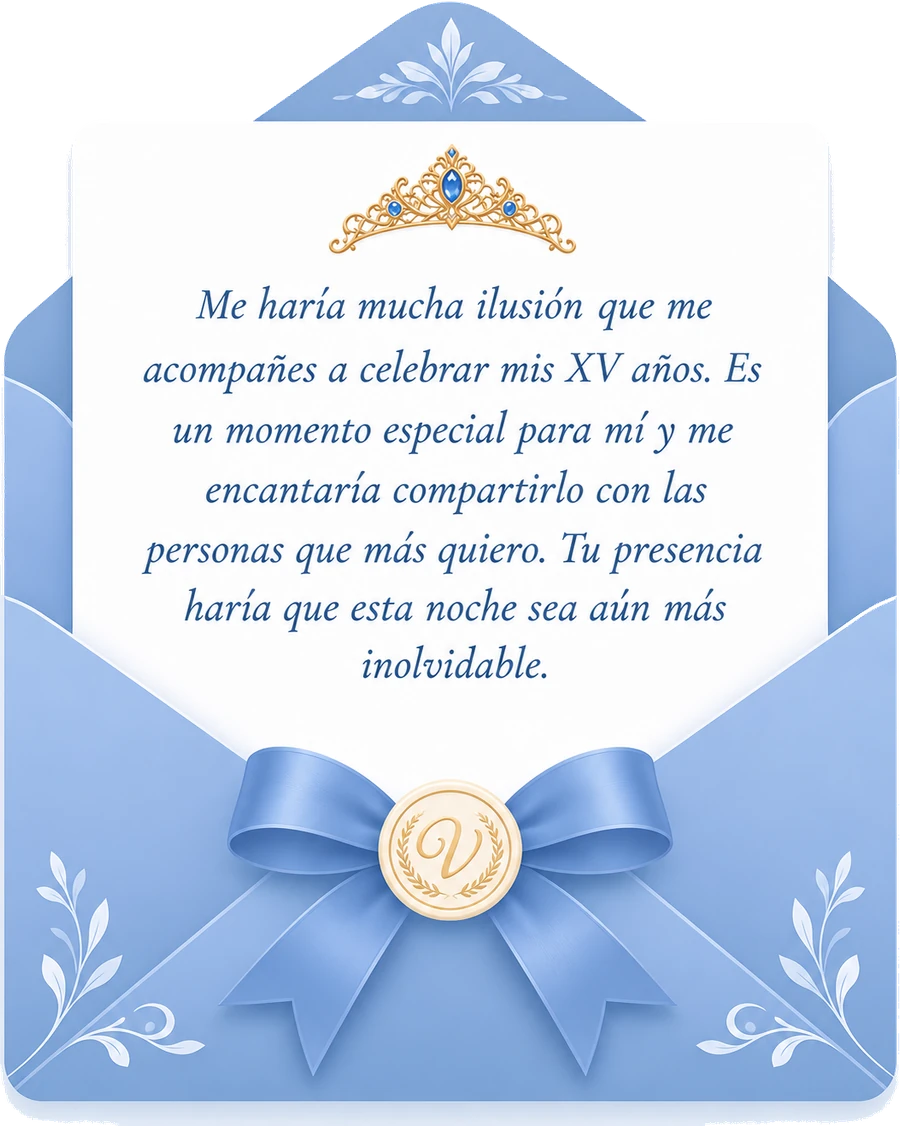 Me haría mucha ilusión que me
acompañes a celebrar mis XV años. Es
un momento especial para mí y me
encantaría compartirlo con las
personas que más quiero. Tu presencia
haría que esta noche sea aún más
inolvidable.
V